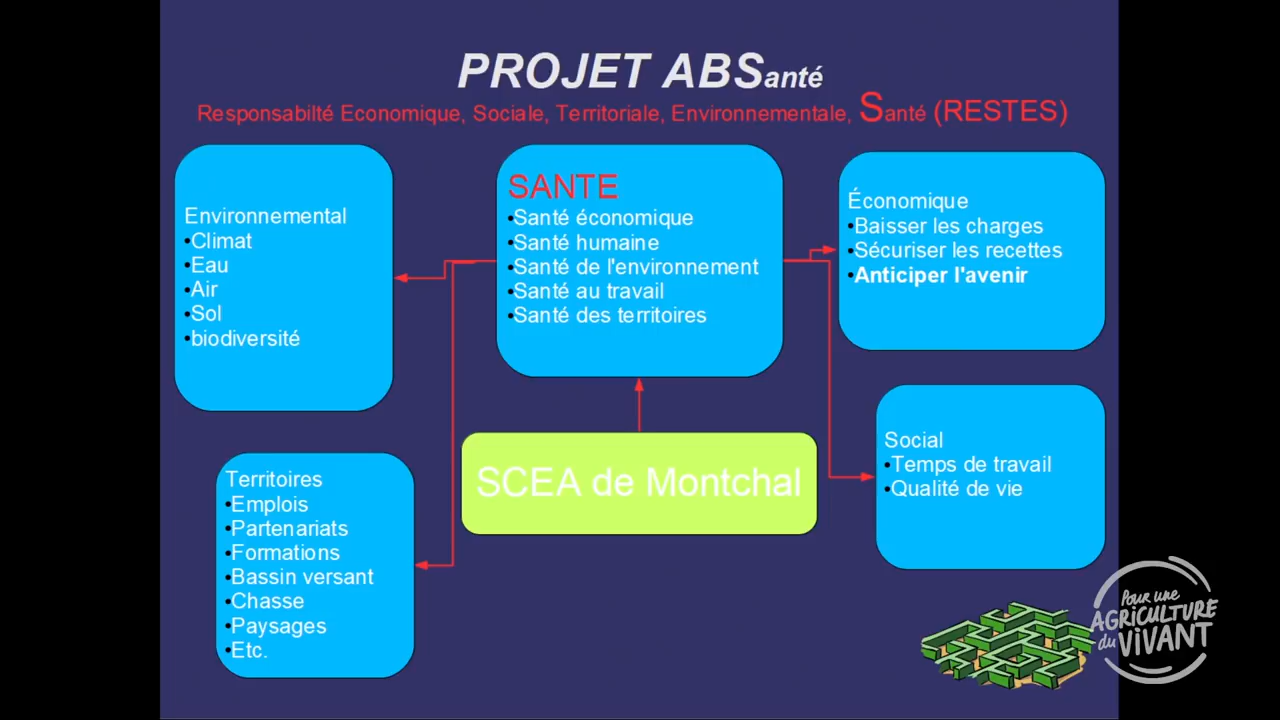 PROJET ABSanté
Responsabilté Economique, Sociale, Territoriale, Environnementale, Santé (RESTES)
Environnemental
•Climat
•Eau
•Air
•Sol
•biodiversité
SANTE
•Santé économique
•Santé humaine
•Santé de l'environnement
•Santé au travail
•Santé des territoires
Économique
•Baisser les charges
•Sécuriser les recettes
•Anticiper l'avenir
SCEA de Montchal
Social
•Temps de travail
•Qualité de vie
Territoires
•Emplois
•Partenariats
•Formations
•Bassin versant
•Chasse
•Paysages
•Etc.
Pour une
AGRiCULTURE
du ViVANT